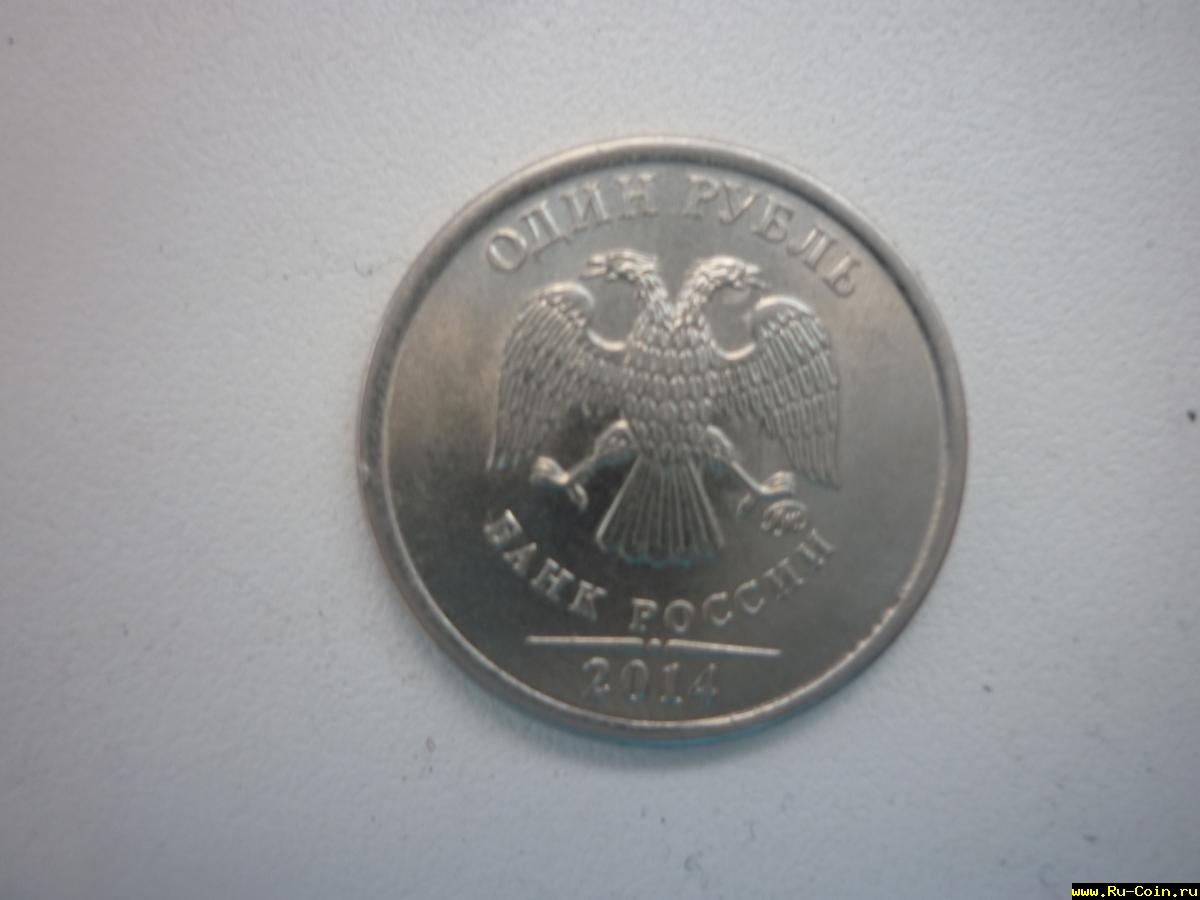 ОДИН РУБЛЬ
БАНК РОССИИ
2014
www.Ru-Coin.ru